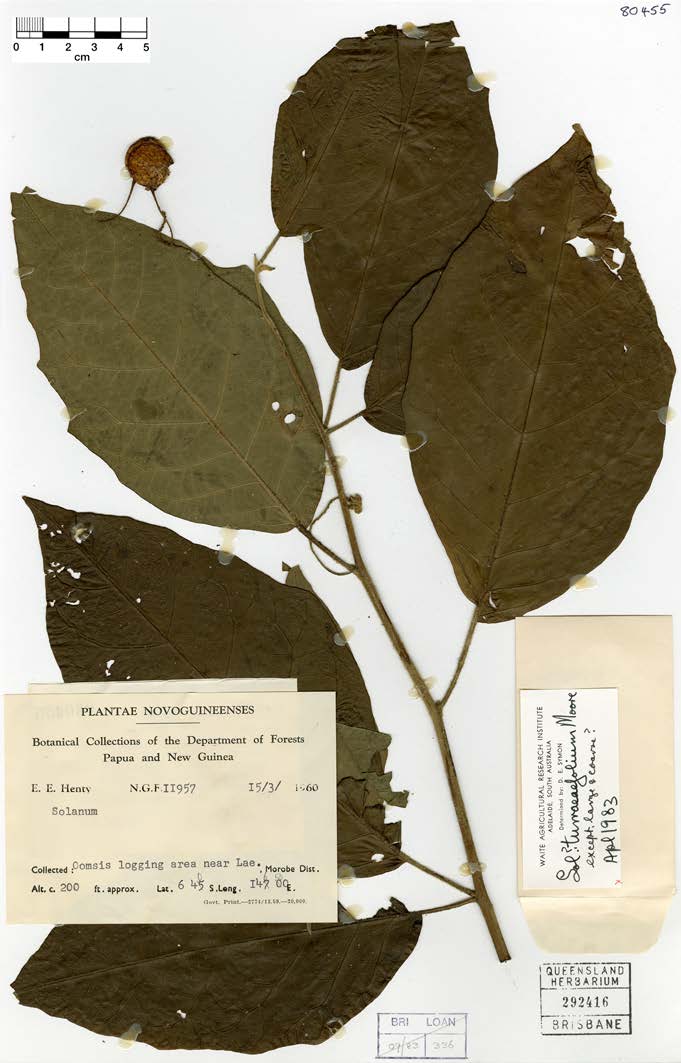 80455
0 1 2 3 4 5
cm
PLANTAE NOVOGUINEENSES
Botanical Collections of the Department of Forests
Papua and New Guinea
E. E. Henty N.G.F.11957 15/3/ 1960
Solanum
Collected: Oomsis logging area near Lae., Morobe Dist.
Alt. c. 200 ft. approx. Lat. 6 45 S. Long. 147 00 E.
Govt. Print.—2774/12.59.—20,000.
WAITE AGRICULTURAL RESEARCH INSTITUTE
ADELAIDE, SOUTH AUSTRALIA
Determined by: D. E. SYMON
Sol: turraeaefolium Moore
except large & coarse?
Apl 1983
x
QUEENSLAND
HERBARIUM
292416
BRISBANE
BRI LOAN
336